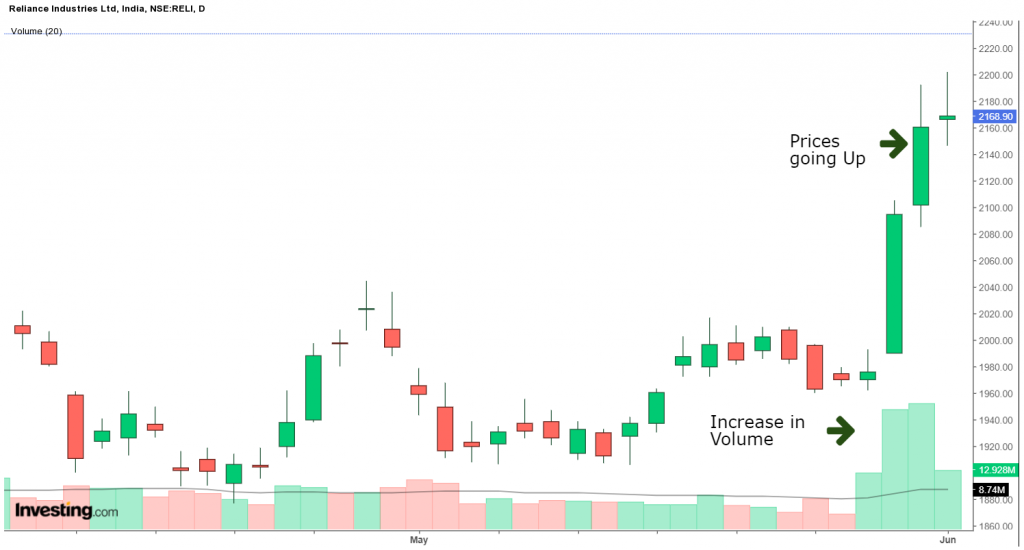 Reliance Industries Ltd, India, NSE:RELI, D
Volume (20)
2240.00
2220.00
2200.00
2180.00
2168.90
2160.00
2140.00
2120.00
2100.00
2080.00
2060.00
2040.00
2020.00
2000.00
1980.00
1960.00
1940.00
1920.00
12.928M
8.74M
1880.00
1860.00
Prices
going Up
Increase in
Volume
Investing.com
May
Jun